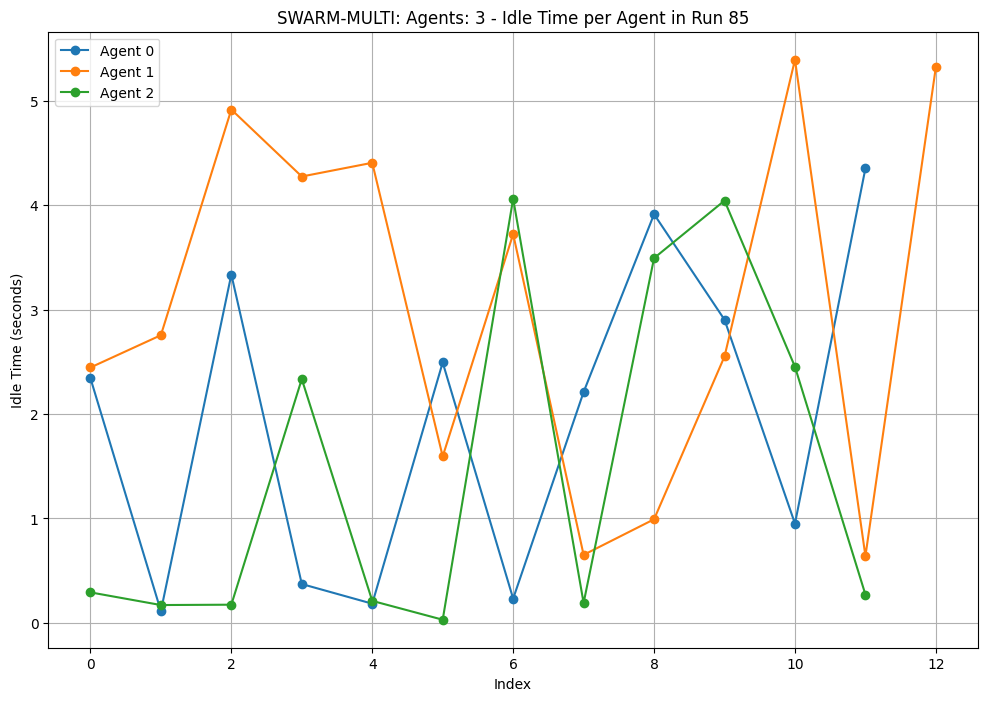 SWARM-MULTI: Agents: 3 - Idle Time per Agent in Run 85
Agent 0
Agent 1
Agent 2
Idle Time (seconds)
5
4
3
2
1
0
0 2 4 6 8 10 12
Index